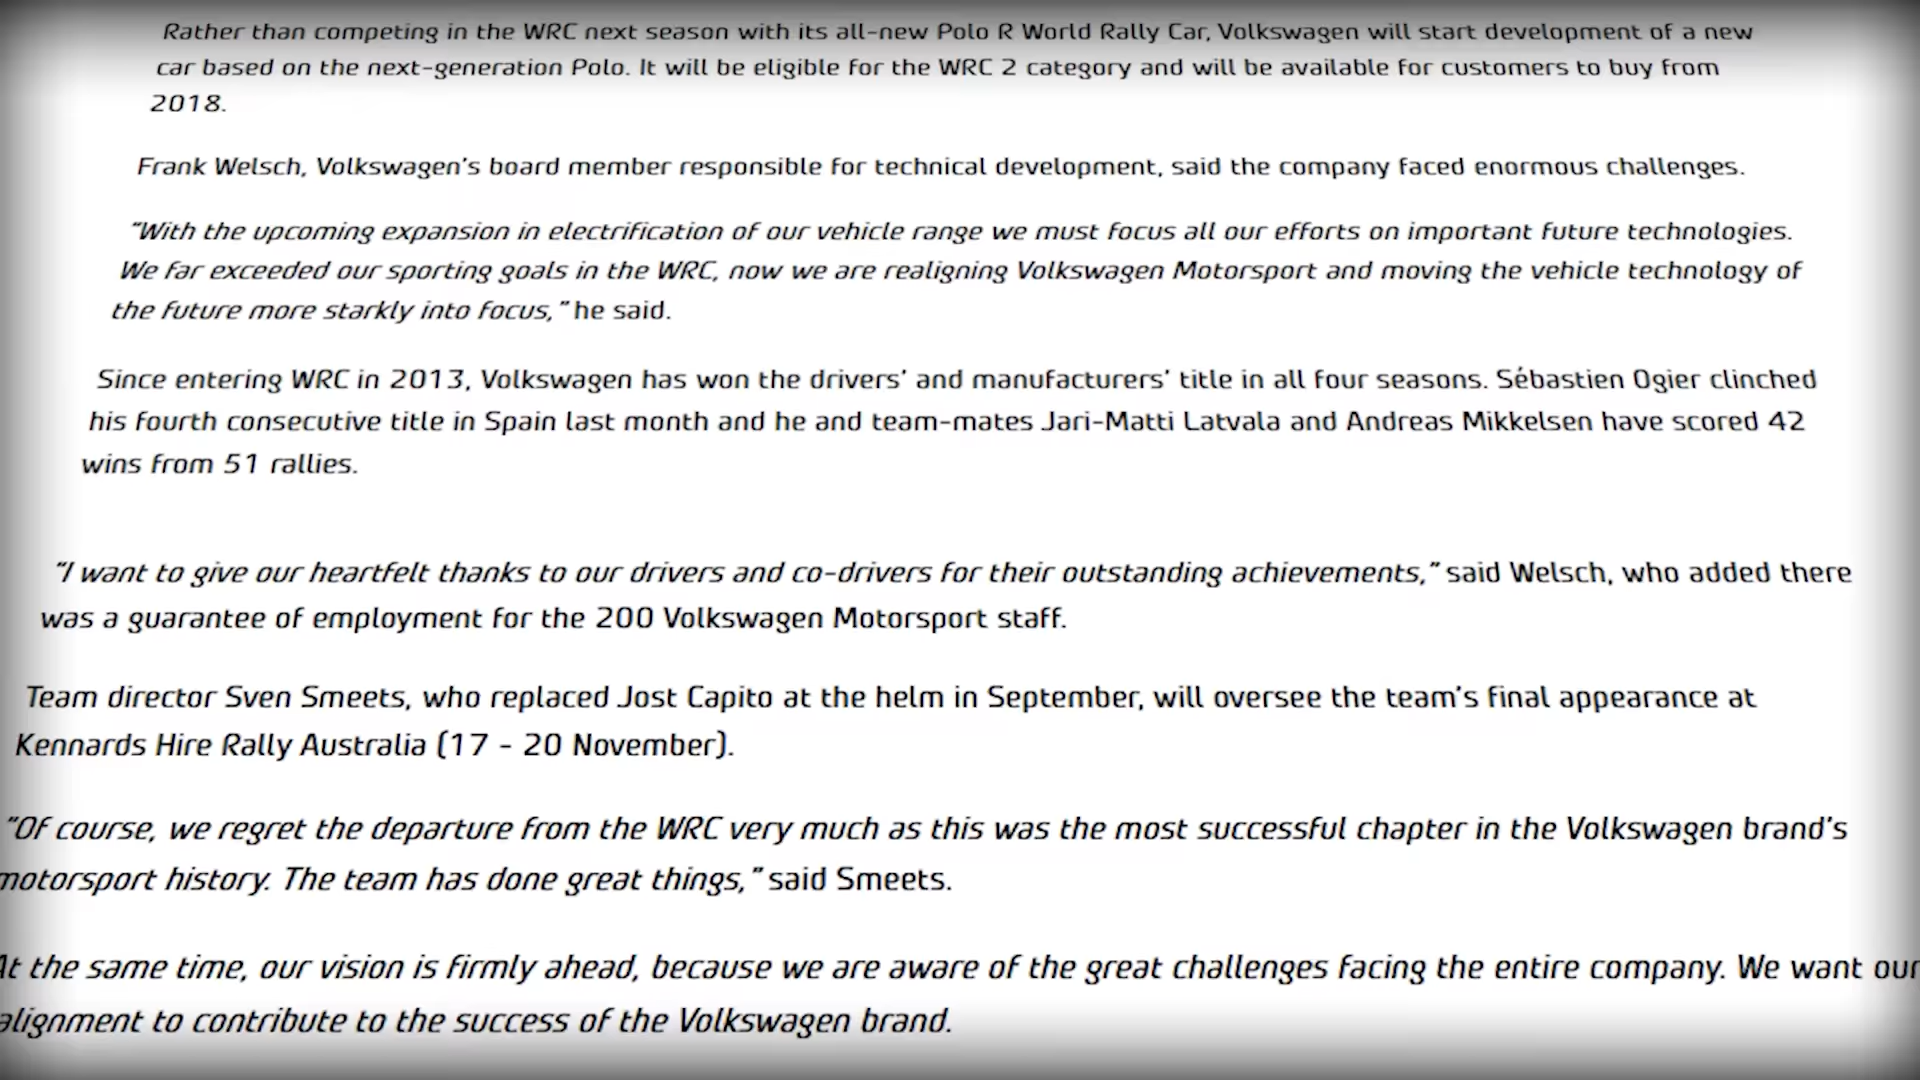 Rather than competing in the WRC next season with its all-new Polo R World Rally Car, Volkswagen will start development of a new
car based on the next-generation Polo. It will be eligible for the WRC 2 category and will be available for customers to buy from
2018.
Frank Welsch, Volkswagen's board member responsible for technical development, said the company faced enormous challenges.
"With the upcoming expansion in electrification of our vehicle range we must focus all our efforts on important future technologies.
We far exceeded our sporting goals in the WRC, now we are realigning Volkswagen Motorsport and moving the vehicle technology of
the future more starkly into focus," he said.
Since entering WRC in 2013, Volkswagen has won the drivers' and manufacturers' title in all four seasons. Sébastien Ogier clinched
his fourth consecutive title in Spain last month and he and team-mates Jari-Matti Latvala and Andreas Mikkelsen have scored 42
wins from 51 rallies.
"I want to give our heartfelt thanks to our drivers and co-drivers for their outstanding achievements," said Welsch, who added there
was a guarantee of employment for the 200 Volkswagen Motorsport staff.
Team director Sven Smeets, who replaced Jost Capito at the helm in September, will oversee the team's final appearance at
Kennards Hire Rally Australia (17 - 20 November).
"Of course, we regret the departure from the WRC very much as this was the most successful chapter in the Volkswagen brand's
motorsport history. The team has done great things," said Smeets.
At the same time, our vision is firmly ahead, because we are aware of the great challenges facing the entire company. We want our
alignment to contribute to the success of the Volkswagen brand.